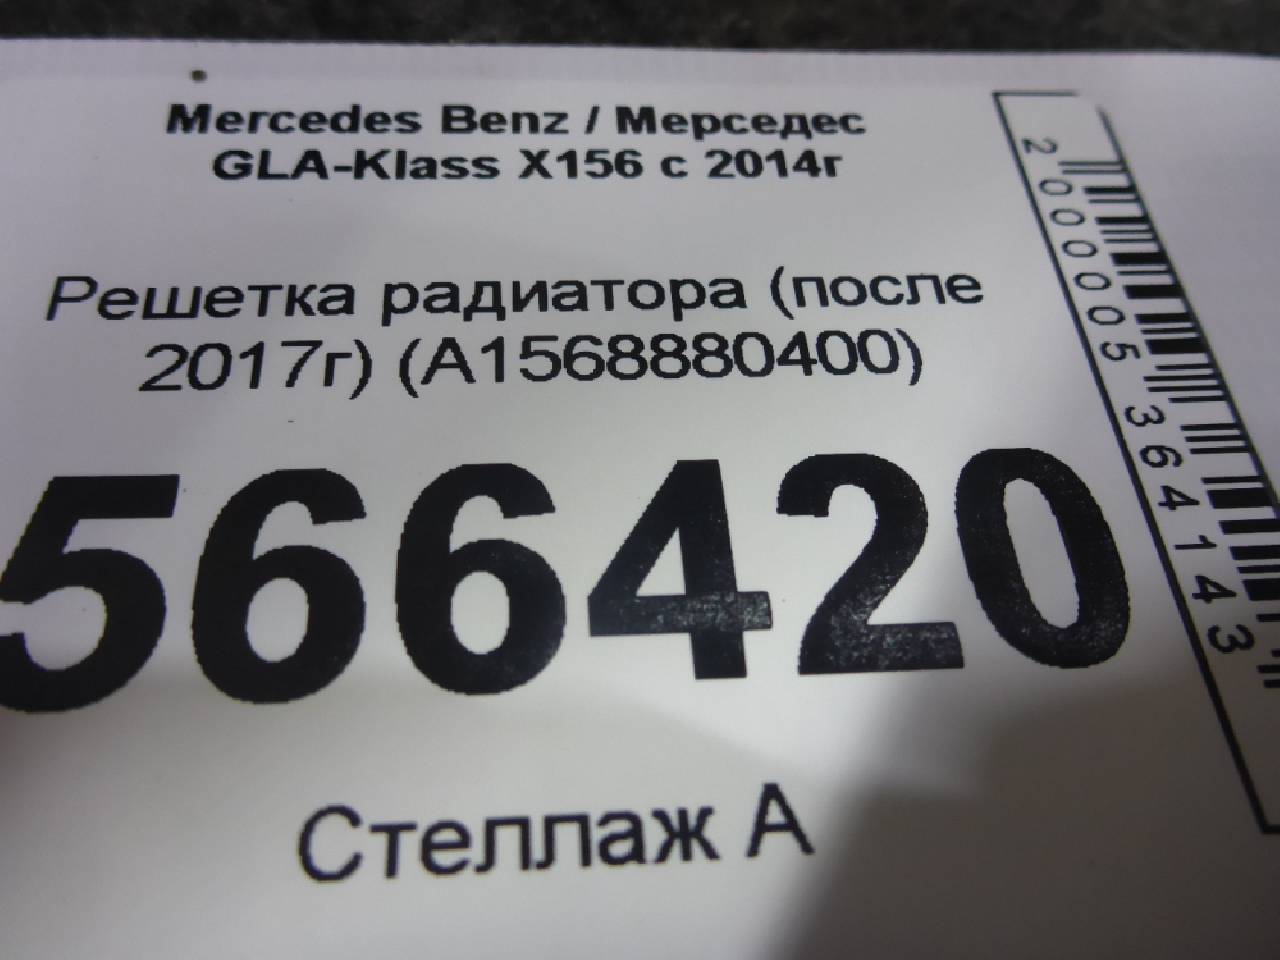 Mercedes Benz / Мерседес
GLA-Klass X156 с 2014г
Решетка радиатора (после
2017г) (A1568880400)
566420
Стеллаж А
2000005364143